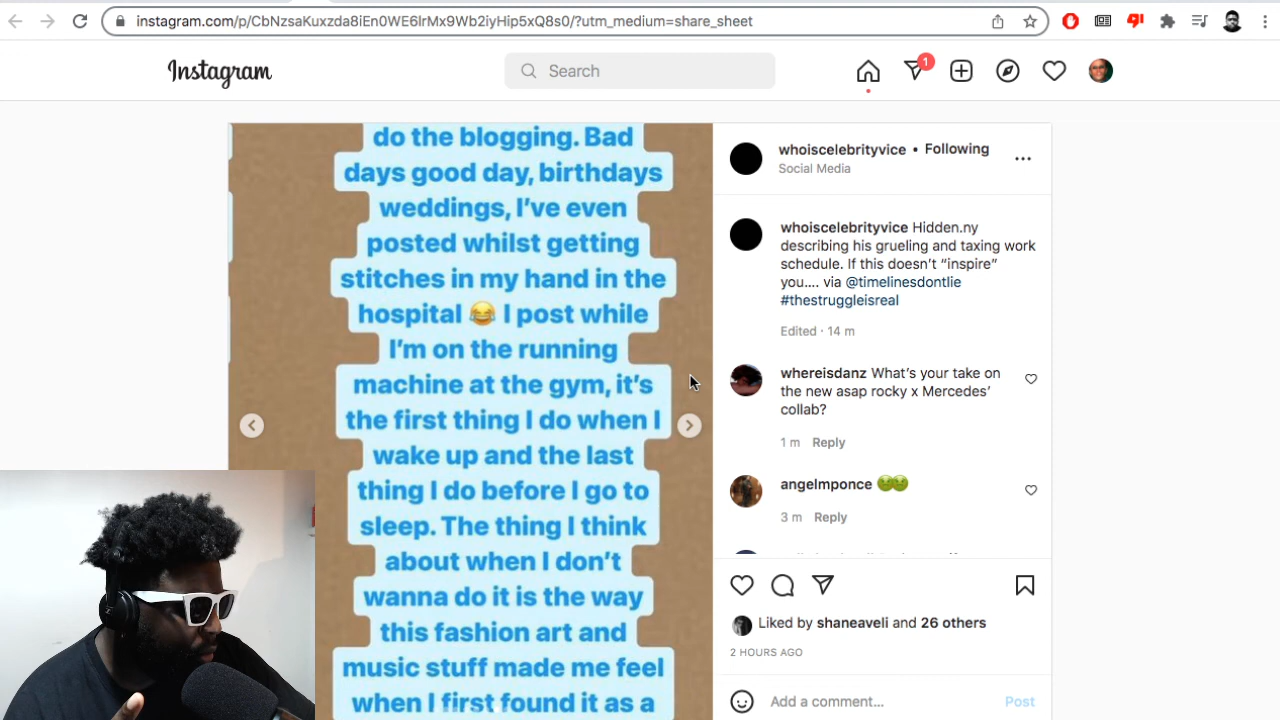 instagram.com/p/CbNzsaKuxzda8iEn0WE6lrMx9Wb2iyHip5xQ8s0/?utm_medium=share_sheet
Instagram
Search
1
do the blogging. Bad
days good day, birthdays
weddings, I've even
posted whilst getting
stitches in my hand in the
hospital 😂 I post while
I'm on the running
machine at the gym, it's
the first thing I do when I
wake up and the last
thing I do before I go to
sleep. The thing I think
about when I don't
wanna do it is the way
this fashion art and
music stuff made me feel
when I first found it as a
whoiscelebrityvice • Following
Social Media
whoiscelebrityvice Hidden.ny
describing his grueling and taxing work
schedule. If this doesn't “inspire”
you.... via @timelinesdontlie
#thestruggleisreal
Edited · 14 m
whereisdanz What's your take on
the new asap rocky x Mercedes'
collab?
1 m Reply
angelmponce 🤢🤢
3 m Reply
Liked by shaneaveli and 26 others
2 HOURS AGO
Add a comment...
Post